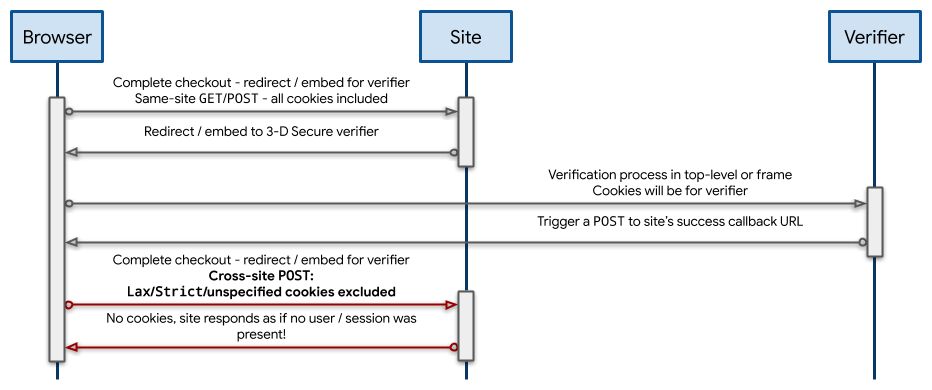 Browser
Site
Verifier
Complete checkout - redirect / embed for verifier
Same-site GET/POST - all cookies included
Redirect / embed to 3-D Secure verifier
Verification process in top-level or frame
Cookies will be for verifier
Trigger a POST to site's success callback URL
Complete checkout - redirect / embed for verifier
Cross-site POST:
Lax/Strict/unspecified cookies excluded
No cookies, site responds as if no user / session was
present!